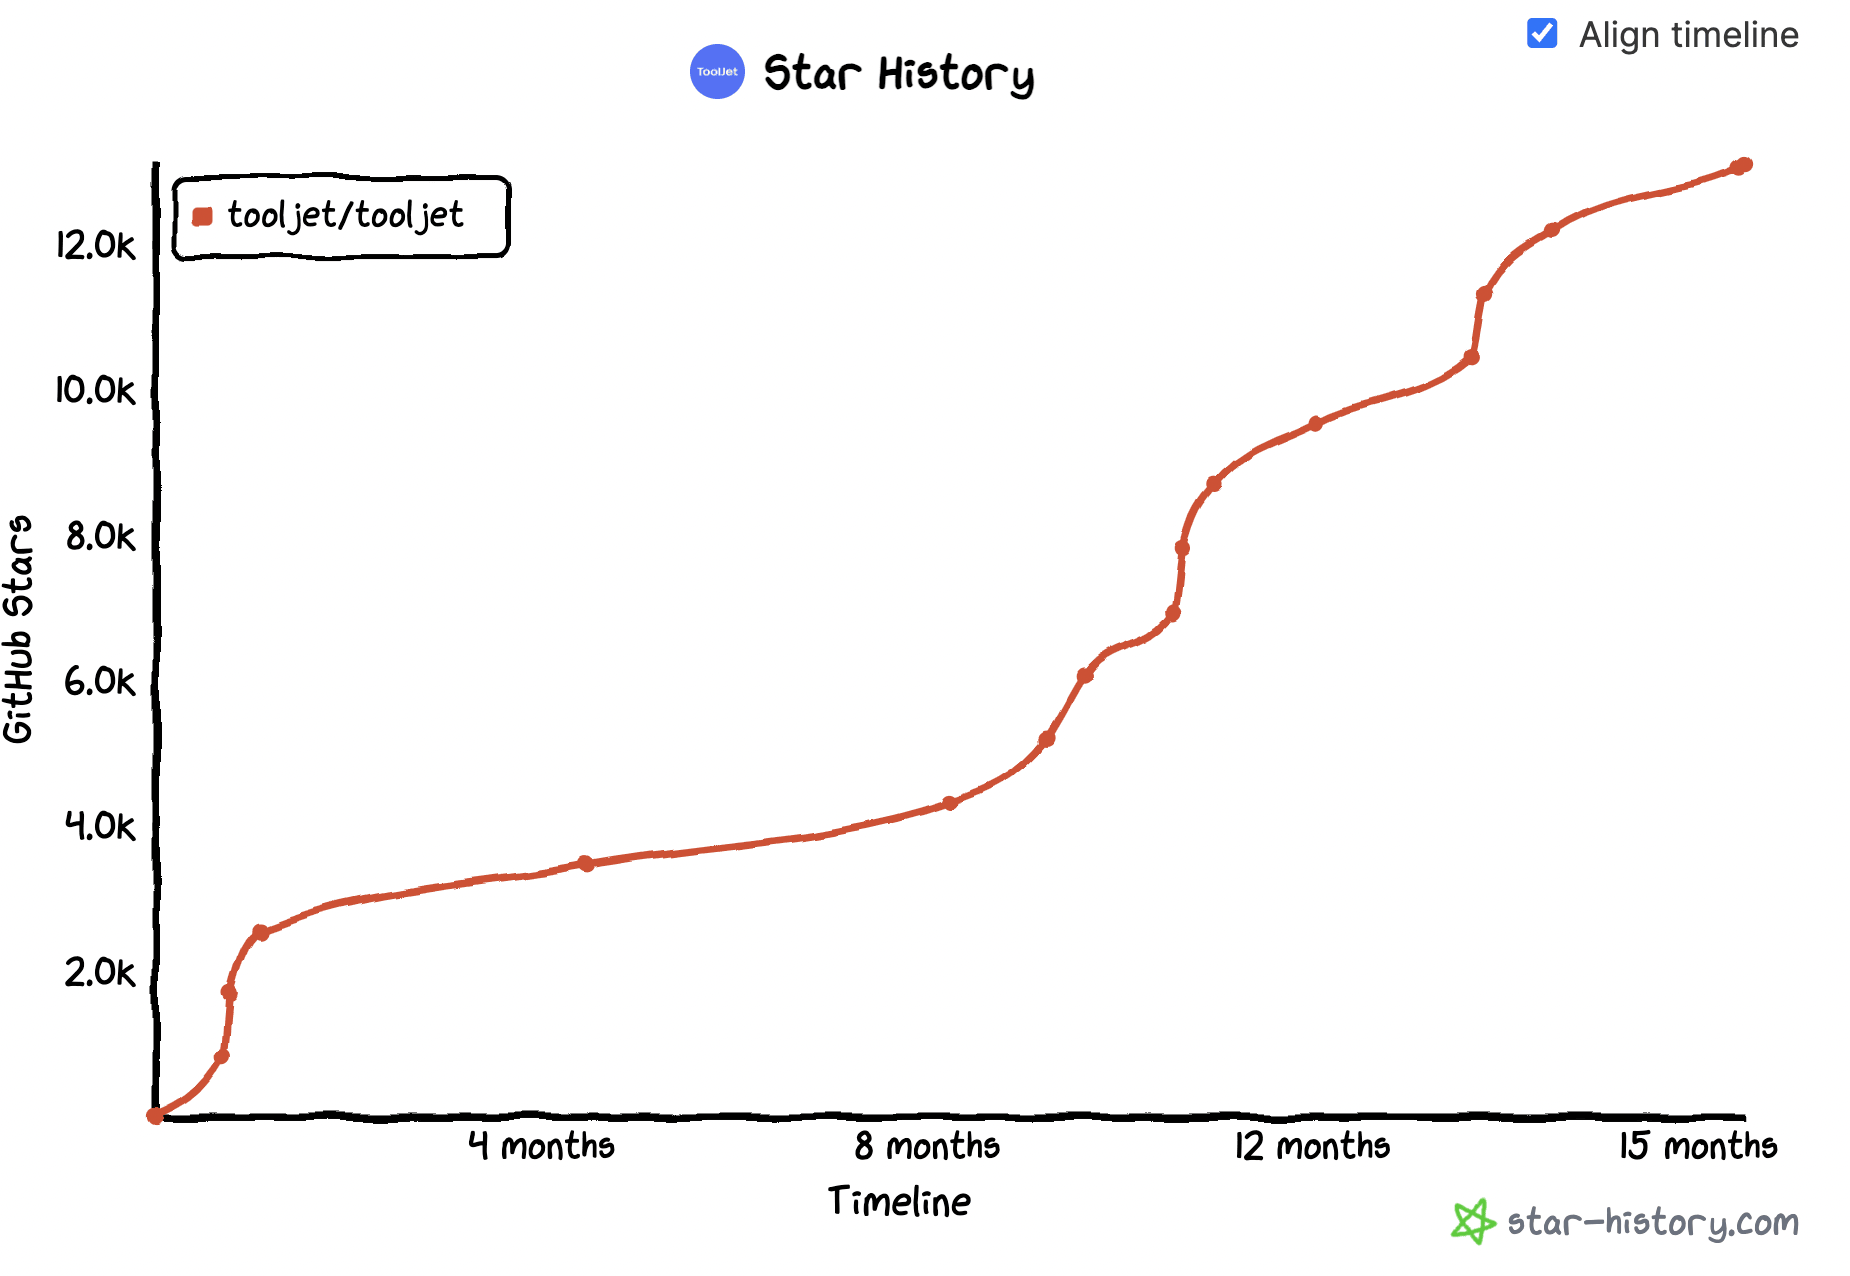 Align timeline
ToolJet
Star History
tooljet/tooljet
12.0K
10.0K
8.0K
6.0K
4.0K
2.0K
GitHub Stars
4 months
8 months
12 months
15 months
Timeline
star-history.com